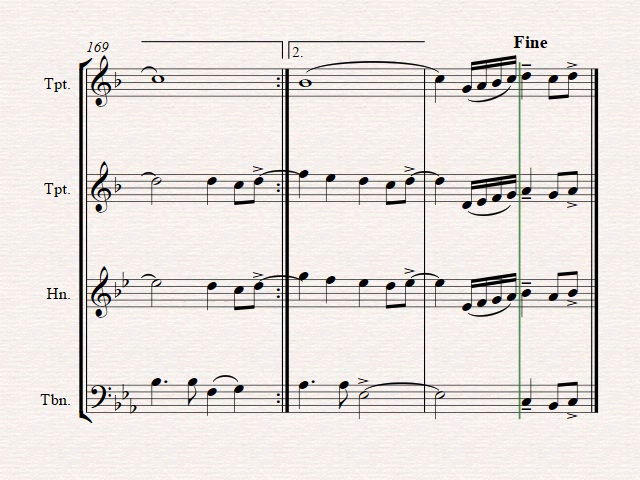 Fine
169
2.
Tpt.
Tpt.
Hn.
Tbn.